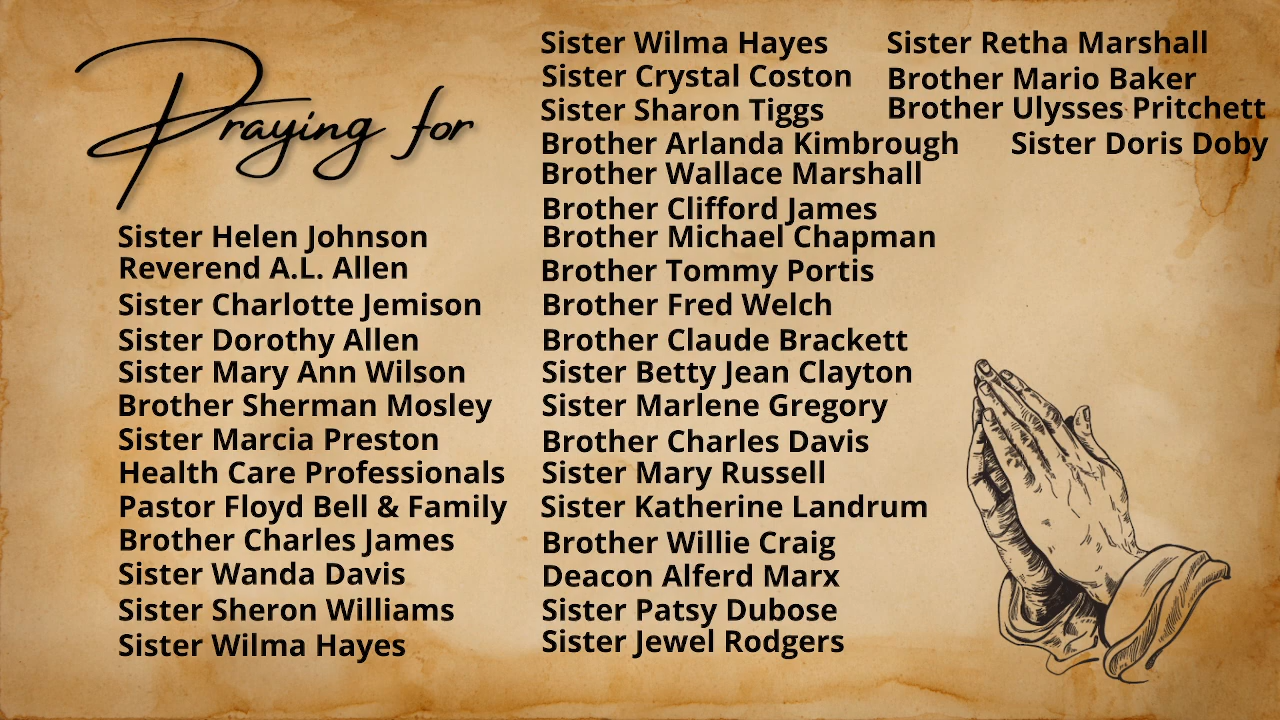 Praying for
Sister Helen Johnson
Reverend A.L. Allen
Sister Charlotte Jemison
Sister Dorothy Allen
Sister Mary Ann Wilson
Brother Sherman Mosley
Sister Marcia Preston
Health Care Professionals
Pastor Floyd Bell & Family
Brother Charles James
Sister Wanda Davis
Sister Sheron Williams
Sister Wilma Hayes
Sister Wilma Hayes
Sister Crystal Coston
Sister Sharon Tiggs
Brother Arlanda Kimbrough
Brother Wallace Marshall
Brother Clifford James
Brother Michael Chapman
Brother Tommy Portis
Brother Fred Welch
Brother Claude Brackett
Sister Betty Jean Clayton
Sister Marlene Gregory
Brother Charles Davis
Sister Mary Russell
Sister Katherine Landrum
Brother Willie Craig
Deacon Alferd Marx
Sister Patsy Dubose
Sister Jewel Rodgers
Sister Retha Marshall
Brother Mario Baker
Brother Ulysses Pritchett
Sister Doris Doby